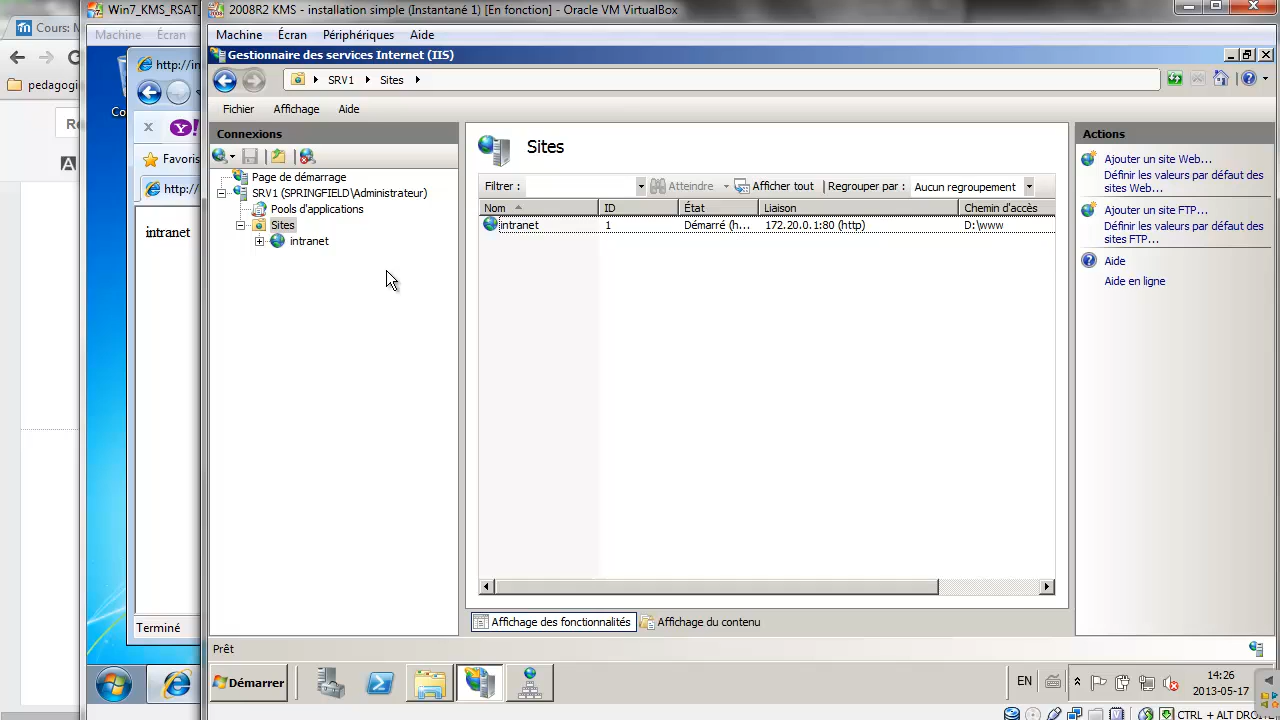 Cours: M
pedagogi
Re
A
Win7_KMS_RSAT
Machine Écran
http://in
Co
Favoris
http://
intranet
Terminé
2008R2 KMS - installation simple (Instantané 1) [En fonction] - Oracle VM VirtualBox
Machine Écran Périphériques Aide
Gestionnaire des services Internet (IIS)
SRV1 Sites
Fichier Affichage Aide
Connexions
Page de démarrage
SRV1 (SPRINGFIELD\Administrateur)
Pools d'applications
Sites
intranet
Sites
Filtrer : Atteindre Afficher tout Regrouper par : Aucun regroupement
Nom ID État Liaison Chemin d'accès
intranet 1 Démarré (h... 172.20.0.1:80 (http) D:\www
Affichage des fonctionnalités Affichage du contenu
Actions
Ajouter un site Web...
Définir les valeurs par défaut des
sites Web...
Ajouter un site FTP...
Définir les valeurs par défaut des
sites FTP...
Aide
Aide en ligne
Prêt
Démarrer
EN
14:26
2013-05-17
CTRL + ALT DROITE